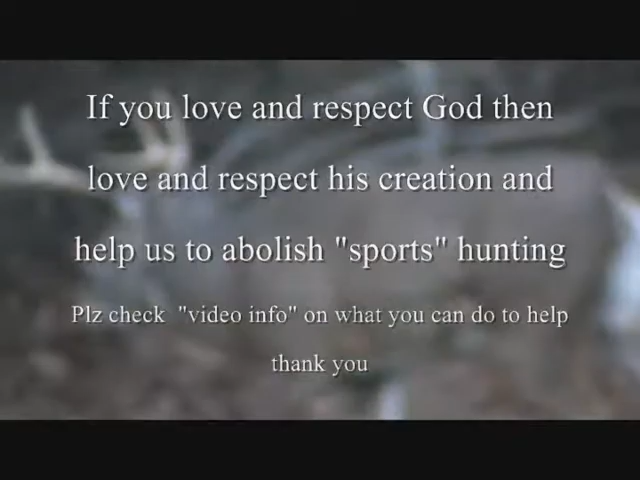 If you love and respect God then
love and respect his creation and
help us to abolish "sports" hunting
Plz check  "video info" on what you can do to help
thank you